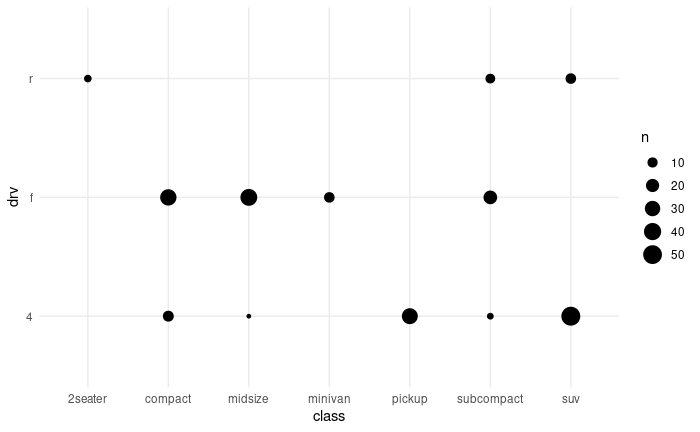 r
f
4
drv
2seater compact midsize minivan pickup subcompact suv
class
n
10
20
30
40
50